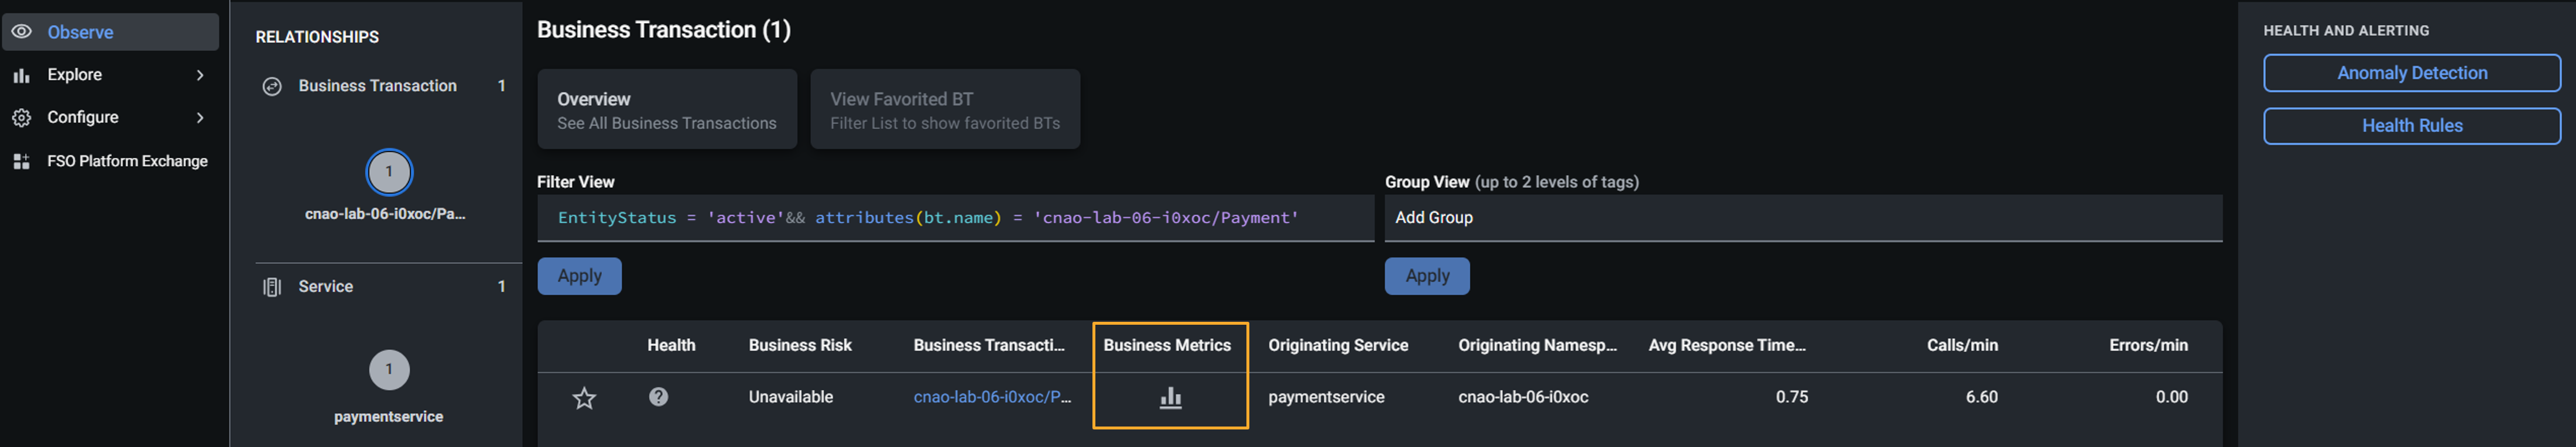 Observe
Explore
Configure
FSO Platform Exchange
RELATIONSHIPS
Business Transaction 1
1
cnao-lab-06-i0xoc/Pa...
Service 1
1
paymentservice
Business Transaction (1)
Overview
See All Business Transactions
View Favorited BT
Filter List to show favorited BTs
Filter View
EntityStatus = 'active'&& attributes(bt.name) = 'cnao-lab-06-i0xoc/Payment'
Apply
Group View (up to 2 levels of tags)
Add Group
Apply
Health Business Risk Business Transacti... Business Metrics Originating Service Originating Namesp... Avg Response Time... Calls/min Errors/min
? Unavailable cnao-lab-06-i0xoc/P... paymentservice cnao-lab-06-i0xoc 0.75 6.60 0.00
HEALTH AND ALERTING
Anomaly Detection
Health Rules